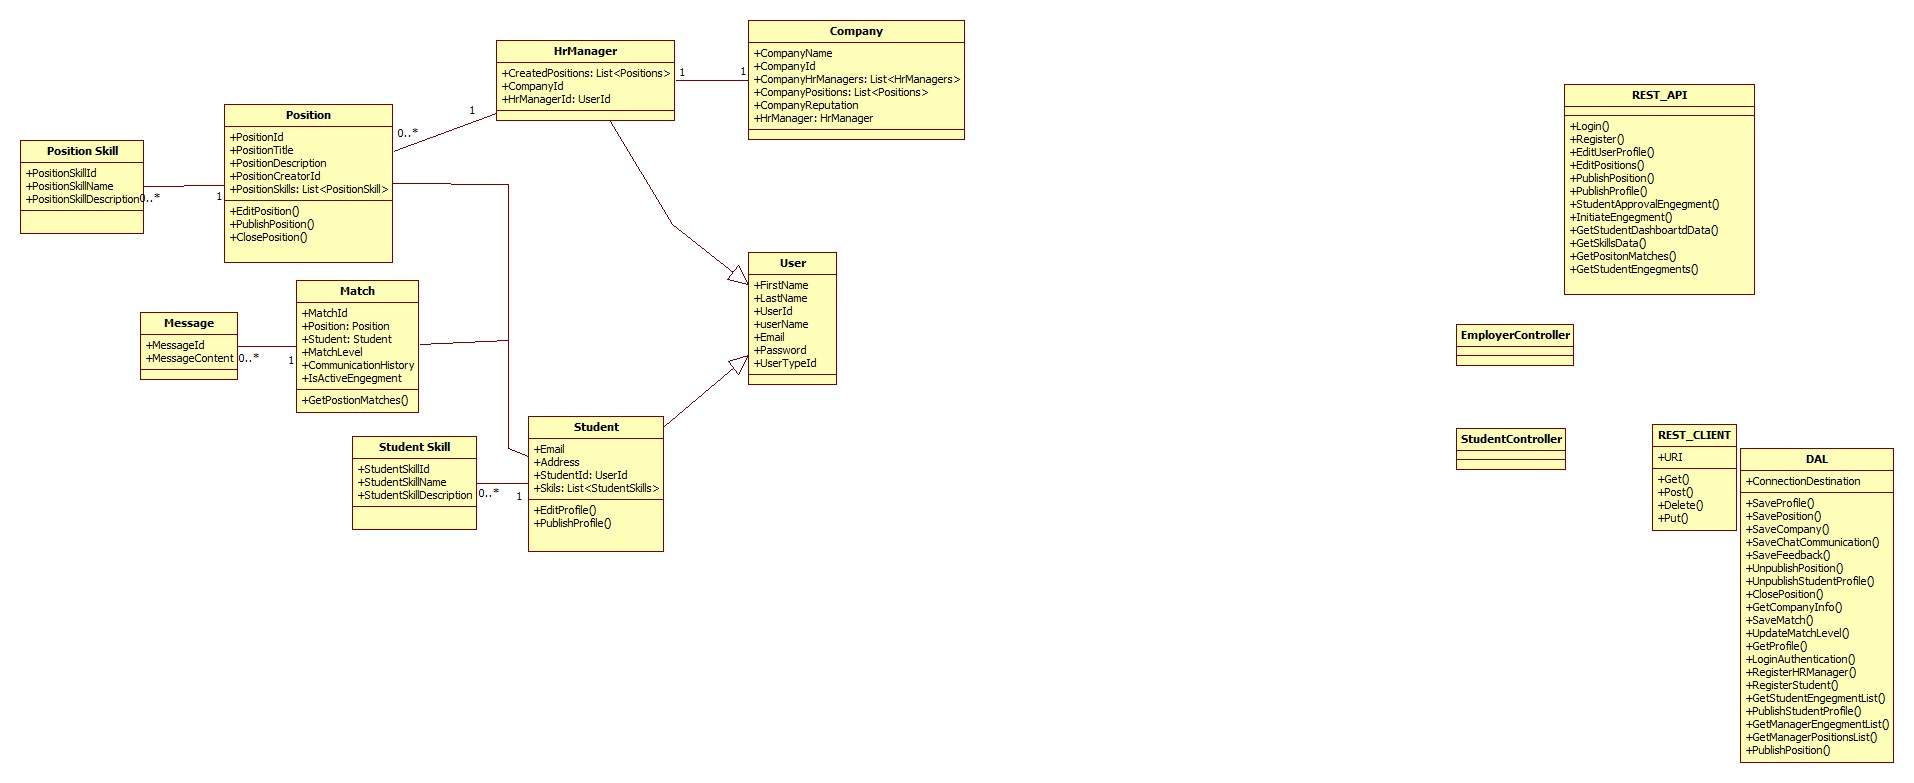 Company
+CompanyName
+CompanyId
+CompanyHrManagers: List<HrManagers>
+CompanyPositions: List<Positions>
+CompanyReputation
+HrManager: HrManager
HrManager
+CreatedPositions: List<Positions>
+CompanyId
+HrManagerId: UserId
1
1
1
0..*
Position
+PositionId
+PositionTitle
+PositionDescription
+PositionCreatorId
+PositionSkills: List<PositionSkill>
+EditPosition()
+PublishPosition()
+ClosePosition()
Position Skill
+PositionSkillId
+PositionSkillName
+PositionSkillDescription
0..*
1
Match
+MatchId
+Position: Position
+Student: Student
+MatchLevel
+CommunicationHistory
+IsActiveEngegment
+GetPostionMatches()
Message
+MessageId
+MessageContent
0..*
1
User
+FirstName
+LastName
+UserId
+userName
+Email
+Password
+UserTypeId
Student
+Email
+Address
+StudentId: UserId
+Skils: List<StudentSkills>
+EditProfile()
+PublishProfile()
Student Skill
+StudentSkillId
+StudentSkillName
+StudentSkillDescription
0..*
1
REST_API
+Login()
+Register()
+EditUserProfile()
+EditPositions()
+PublishPosition()
+PublishProfile()
+StudentApprovalEngegment()
+InitiateEngegment()
+GetStudentDashboartdData()
+GetSkillsData()
+GetPositonMatches()
+GetStudentEngegments()
EmployerController
StudentController
REST_CLIENT
+URI
+Get()
+Post()
+Delete()
+Put()
DAL
+ConnectionDestination
+SaveProfile()
+SavePosition()
+SaveCompany()
+SaveChatCommunication()
+SaveFeedback()
+UnpublishPosition()
+UnpublishStudentProfile()
+ClosePosition()
+GetCompanyInfo()
+SaveMatch()
+UpdateMatchLevel()
+GetProfile()
+LoginAuthentication()
+RegisterHRManager()
+RegisterStudent()
+GetStudentEngegmentList()
+PublishStudentProfile()
+GetManagerEngegmentList()
+GetManagerPositionsList()
+PublishPosition()